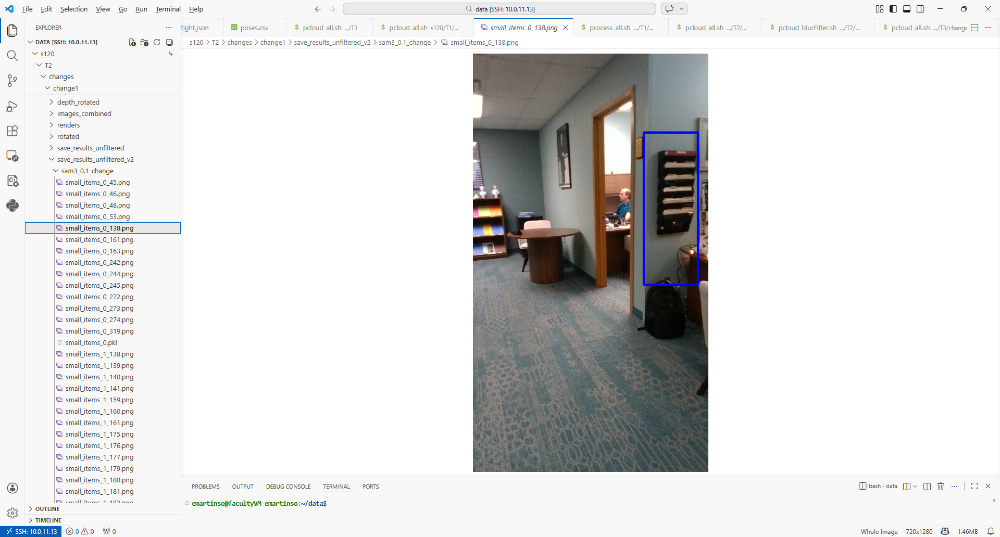 File Edit Selection View Go Run Terminal Help
data [SSH: 10.0.11.13]
EXPLORER
tight.json
poses.csv
pcloud_all.sh .../T3
pcloud_all.sh s120/T1/...
small_items_0_138.png
process_all.sh .../T1/...
pcloud_all.sh .../T2/...
pcloud_blurFilter.sh .../T2/...
pcloud_all.sh .../T3/change
s120 > T2 > changes > change1 > save_results_unfiltered_v2 > sam3_0.1_change > small_items_0_138.png
DATA [SSH: 10.0.11.13]
s120
T2
changes
change1
depth_rotated
images_combined
renders
rotated
save_results_unfiltered
save_results_unfiltered_v2
sam3_0.1_change
small_items_0_45.png
small_items_0_46.png
small_items_0_48.png
small_items_0_53.png
small_items_0_138.png
small_items_0_161.png
small_items_0_163.png
small_items_0_242.png
small_items_0_244.png
small_items_0_245.png
small_items_0_272.png
small_items_0_273.png
small_items_0_274.png
small_items_0_319.png
small_items_0.pkl
small_items_1_138.png
small_items_1_139.png
small_items_1_140.png
small_items_1_141.png
small_items_1_159.png
small_items_1_160.png
small_items_1_161.png
small_items_1_175.png
small_items_1_176.png
small_items_1_177.png
small_items_1_179.png
small_items_1_180.png
small_items_1_181.png
small_items_1_182.png
OUTLINE
TIMELINE
PROBLEMS OUTPUT DEBUG CONSOLE TERMINAL PORTS
bash - data
emartinso@facultyVM-emartinso:~/data$
SSH: 10.0.11.13
0 0 0
Whole Image 720x1280 1.46MB